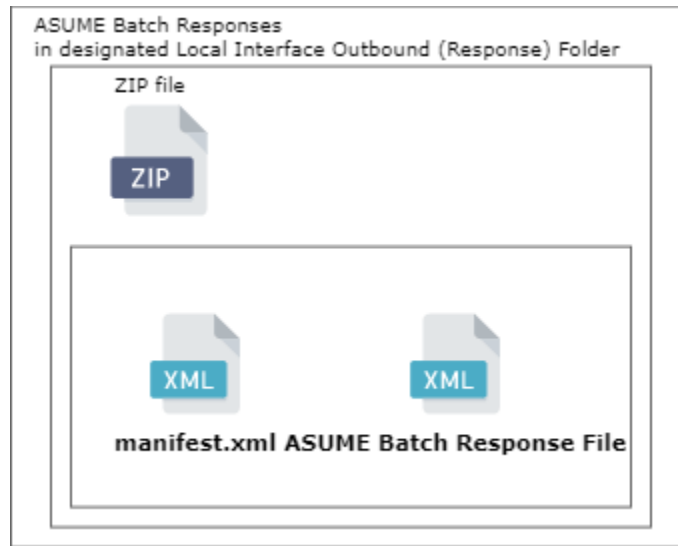 ASUME Batch Responses
in designated Local Interface Outbound (Response) Folder
ZIP file
ZIP
XML XML
manifest.xml ASUME Batch Response File